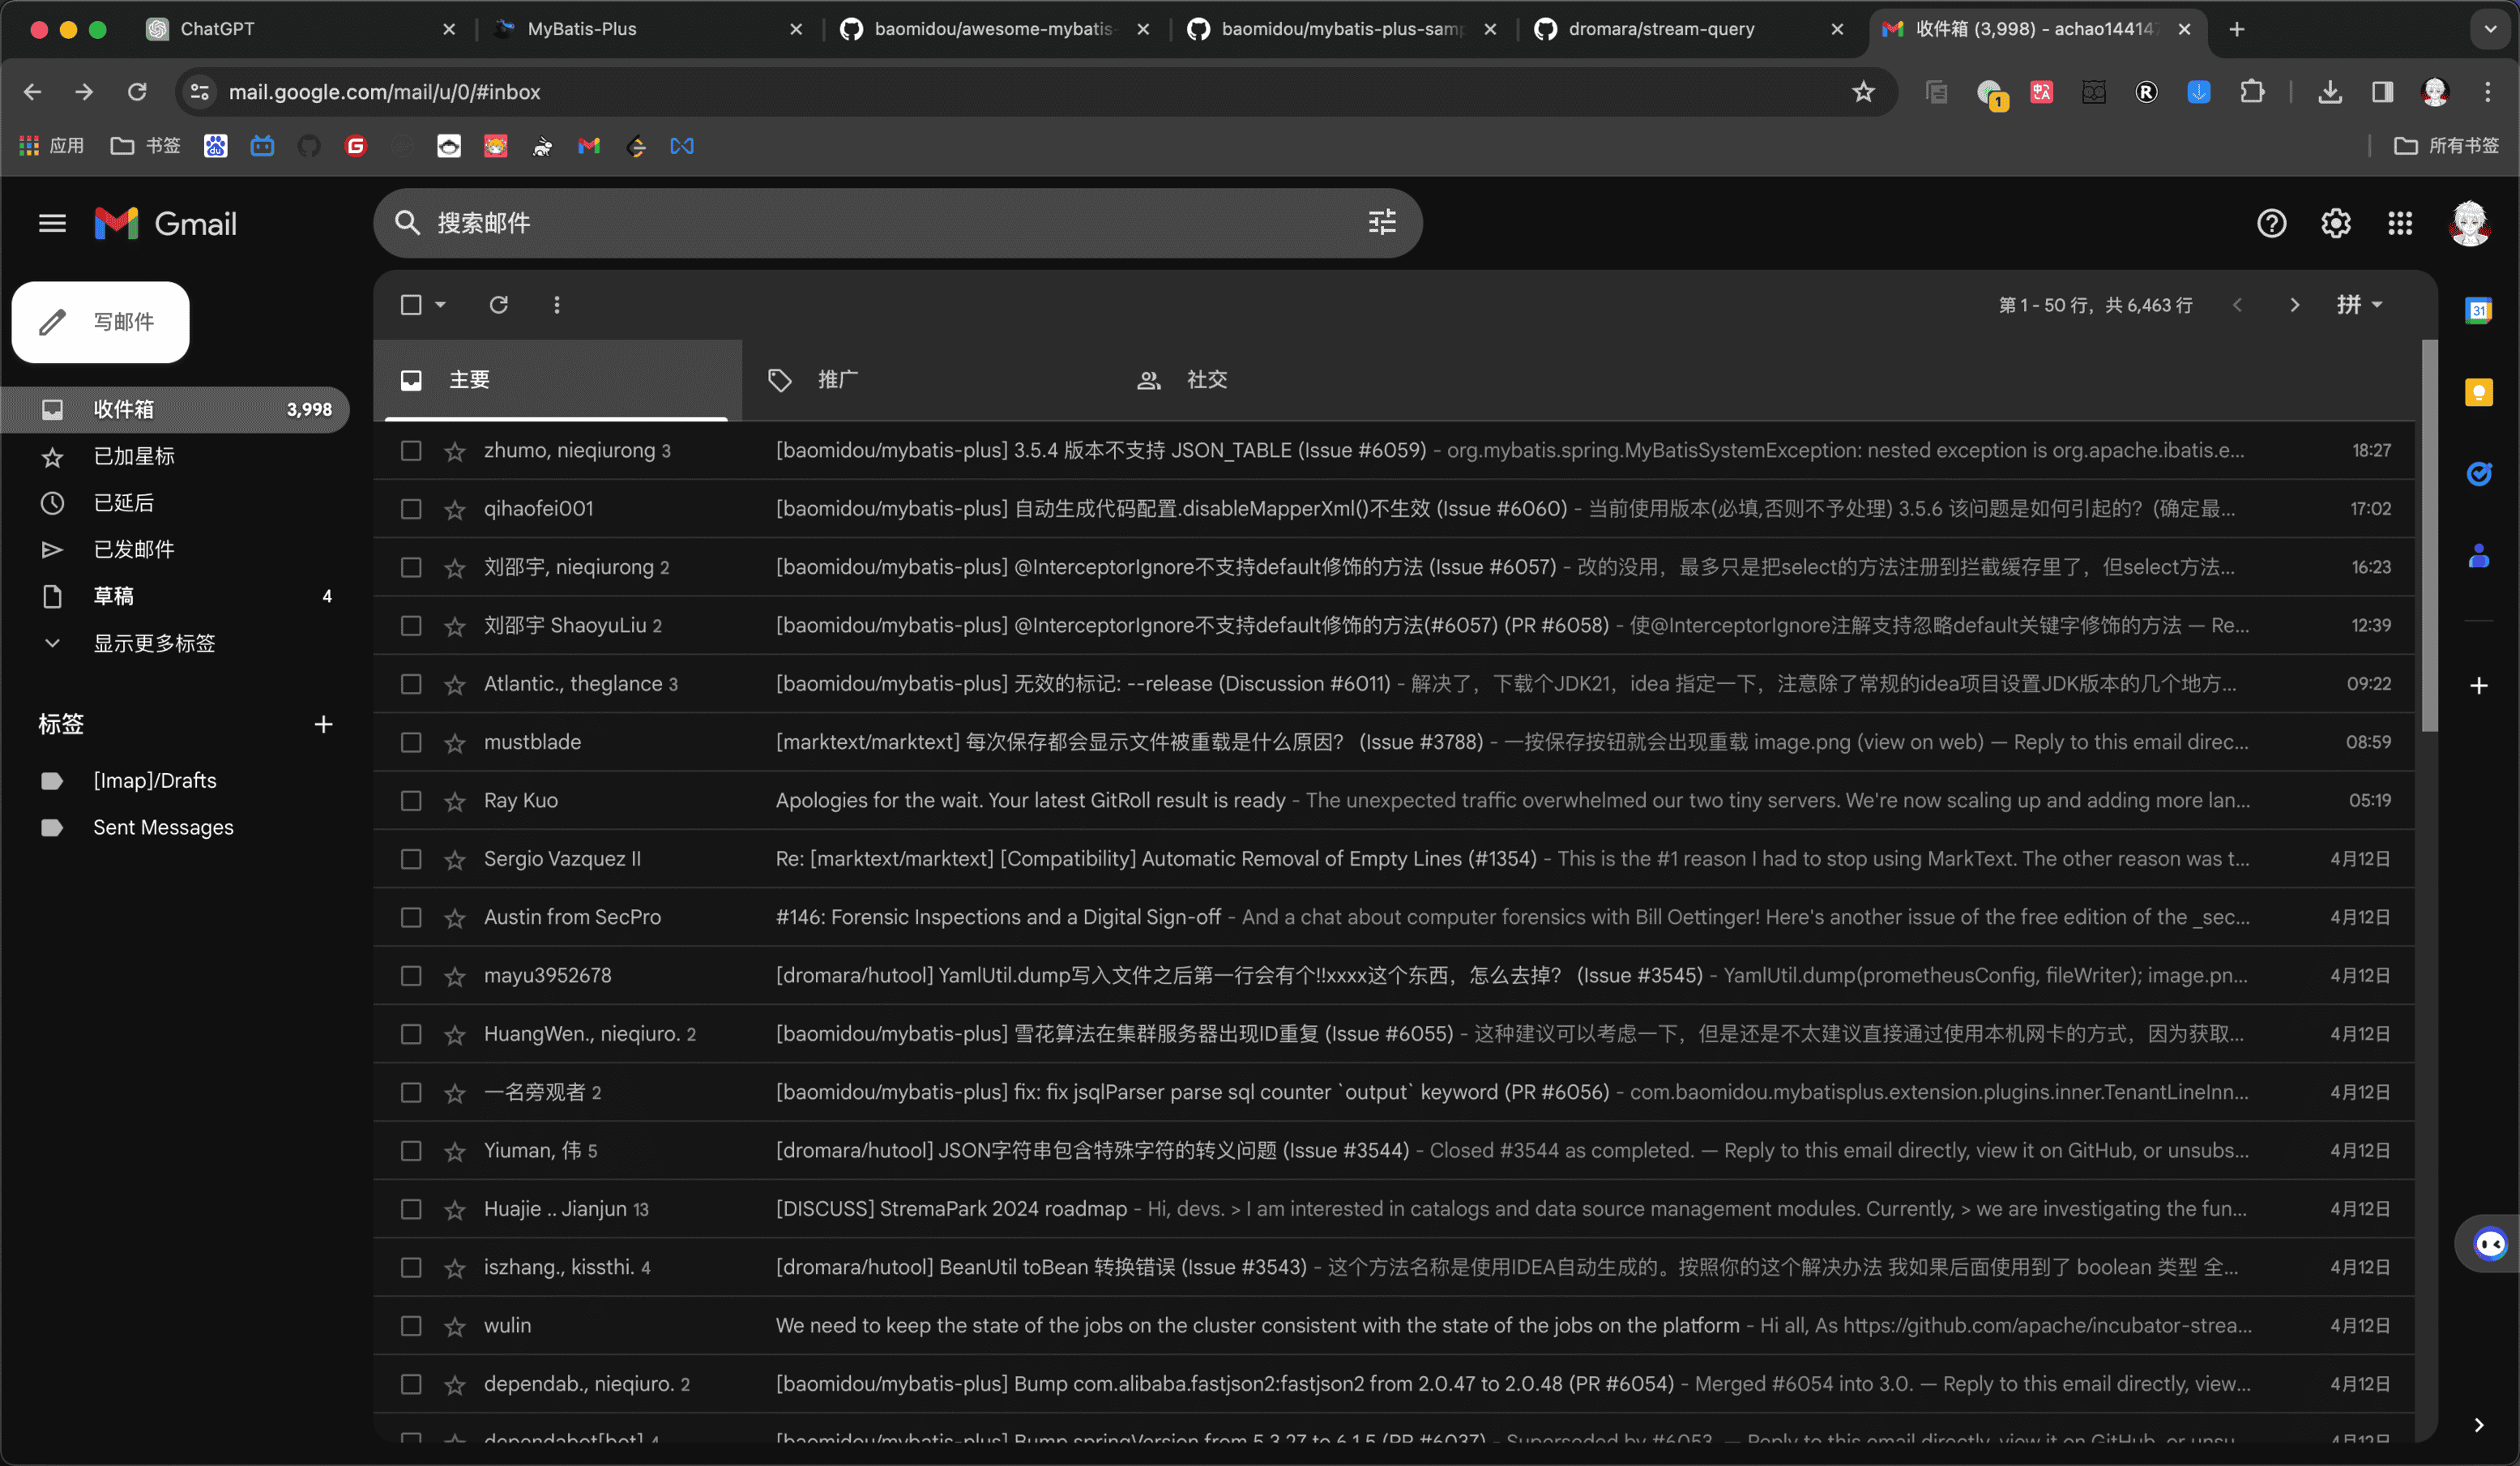 ChatGPT
MyBatis-Plus
baomidou/awesome-mybatis-
baomidou/mybatis-plus-samp
dromara/stream-query
收件箱 (3,998) - achao14414
mail.google.com/mail/u/0/#inbox
1
应用
书签
所有书签
Gmail
搜索邮件
写邮件
第 1 - 50 行，共 6,463 行
拼
31
主要
推广
社交
收件箱 3,998
已加星标
已延后
已发邮件
草稿 4
显示更多标签
标签
[Imap]/Drafts
Sent Messages
zhumo, nieqiurong 3 [baomidou/mybatis-plus] 3.5.4 版本不支持 JSON_TABLE (Issue #6059) - org.mybatis.spring.MyBatisSystemException: nested exception is org.apache.ibatis.e... 18:27
qihaofei001 [baomidou/mybatis-plus] 自动生成代码配置.disableMapperXml()不生效 (Issue #6060) - 当前使用版本(必填,否则不予处理) 3.5.6 该问题是如何引起的？(确定最... 17:02
刘邵宇, nieqiurong 2 [baomidou/mybatis-plus] @InterceptorIgnore不支持default修饰的方法 (Issue #6057) - 改的没用，最多只是把select的方法注册到拦截缓存里了，但select方法... 16:23
刘邵宇 ShaoyuLiu 2 [baomidou/mybatis-plus] @InterceptorIgnore不支持default修饰的方法(#6057) (PR #6058) - 使@InterceptorIgnore注解支持忽略default关键字修饰的方法 — Re... 12:39
Atlantic., theglance 3 [baomidou/mybatis-plus] 无效的标记: --release (Discussion #6011) - 解决了，下载个JDK21，idea 指定一下，注意除了常规的idea项目设置JDK版本的几个地方... 09:22
mustblade [marktext/marktext] 每次保存都会显示文件被重载是什么原因？ (Issue #3788) - 一按保存按钮就会出现重载 image.png (view on web) — Reply to this email direc... 08:59
Ray Kuo Apologies for the wait. Your latest GitRoll result is ready - The unexpected traffic overwhelmed our two tiny servers. We're now scaling up and adding more lan... 05:19
Sergio Vazquez II Re: [marktext/marktext] [Compatibility] Automatic Removal of Empty Lines (#1354) - This is the #1 reason I had to stop using MarkText. The other reason was t... 4月12日
Austin from SecPro #146: Forensic Inspections and a Digital Sign-off - And a chat about computer forensics with Bill Oettinger! Here's another issue of the free edition of the _sec... 4月12日
mayu3952678 [dromara/hutool] YamlUtil.dump写入文件之后第一行会有个!!xxxx这个东西，怎么去掉？ (Issue #3545) - YamlUtil.dump(prometheusConfig, fileWriter); image.pn... 4月12日
HuangWen., nieqiuro. 2 [baomidou/mybatis-plus] 雪花算法在集群服务器出现ID重复 (Issue #6055) - 这种建议可以考虑一下，但是还是不太建议直接通过使用本机网卡的方式，因为获取... 4月12日
一名旁观者 2 [baomidou/mybatis-plus] fix: fix jsqlParser parse sql counter `output` keyword (PR #6056) - com.baomidou.mybatisplus.extension.plugins.inner.TenantLineInn... 4月12日
Yiuman, 伟 5 [dromara/hutool] JSON字符串包含特殊字符的转义问题 (Issue #3544) - Closed #3544 as completed. — Reply to this email directly, view it on GitHub, or unsubs... 4月12日
Huajie .. Jianjun 13 [DISCUSS] StremaPark 2024 roadmap - Hi, devs. > I am interested in catalogs and data source management modules. Currently, > we are investigating the fun... 4月12日
iszhang., kissthi. 4 [dromara/hutool] BeanUtil toBean 转换错误 (Issue #3543) - 这个方法名称是使用IDEA自动生成的。按照你的这个解决办法 我如果后面使用到了 boolean 类型 全... 4月12日
wulin We need to keep the state of the jobs on the cluster consistent with the state of the jobs on the platform - Hi all, As https://github.com/apache/incubator-strea... 4月12日
dependab., nieqiuro. 2 [baomidou/mybatis-plus] Bump com.alibaba.fastjson2:fastjson2 from 2.0.47 to 2.0.48 (PR #6054) - Merged #6054 into 3.0. — Reply to this email directly, view... 4月12日
dependabot[bot] 4 [baomidou/mybatis-plus] Bump springVersion from 5.3.27 to 6.1.5 (PR #6037) - Superseded by #6053. — Reply to this email directly, view it on GitHub, or unsu... 4月12日